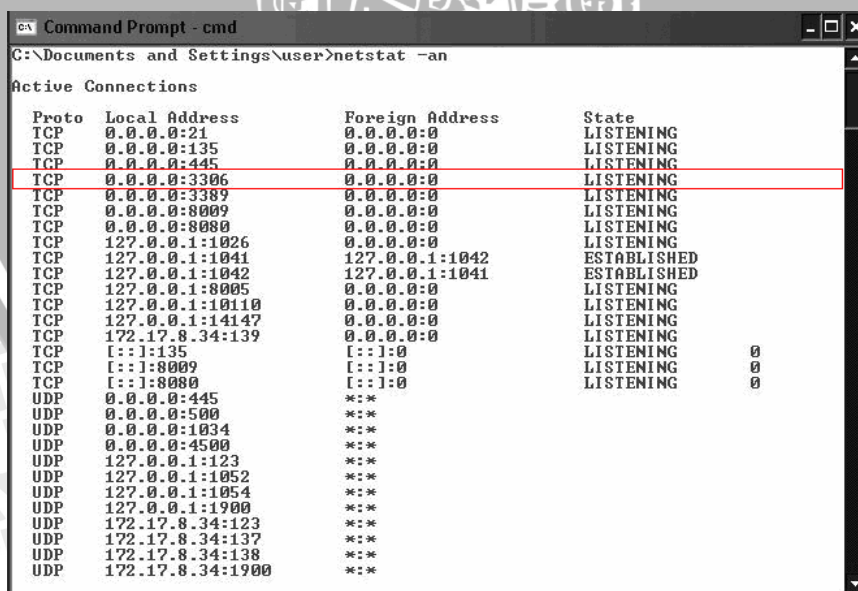 Command Prompt - cmd
C:\Documents and Settings\user>netstat -an
Active Connections
Proto Local Address Foreign Address State
TCP 0.0.0.0:21 0.0.0.0:0 LISTENING
TCP 0.0.0.0:135 0.0.0.0:0 LISTENING
TCP 0.0.0.0:445 0.0.0.0:0 LISTENING
TCP 0.0.0.0:3306 0.0.0.0:0 LISTENING
TCP 0.0.0.0:3389 0.0.0.0:0 LISTENING
TCP 0.0.0.0:8009 0.0.0.0:0 LISTENING
TCP 0.0.0.0:8080 0.0.0.0:0 LISTENING
TCP 127.0.0.1:1026 0.0.0.0:0 LISTENING
TCP 127.0.0.1:1041 127.0.0.1:1042 ESTABLISHED
TCP 127.0.0.1:1042 127.0.0.1:1041 ESTABLISHED
TCP 127.0.0.1:8005 0.0.0.0:0 LISTENING
TCP 127.0.0.1:10110 0.0.0.0:0 LISTENING
TCP 127.0.0.1:14147 0.0.0.0:0 LISTENING
TCP 172.17.8.34:139 0.0.0.0:0 LISTENING
TCP [::]:135 [::]:0 LISTENING 0
TCP [::]:8009 [::]:0 LISTENING 0
TCP [::]:8080 [::]:0 LISTENING 0
UDP 0.0.0.0:445 *:*
UDP 0.0.0.0:500 *:*
UDP 0.0.0.0:1034 *:*
UDP 0.0.0.0:4500 *:*
UDP 127.0.0.1:123 *:*
UDP 127.0.0.1:1052 *:*
UDP 127.0.0.1:1054 *:*
UDP 127.0.0.1:1900 *:*
UDP 172.17.8.34:123 *:*
UDP 172.17.8.34:137 *:*
UDP 172.17.8.34:138 *:*
UDP 172.17.8.34:1900 *:*